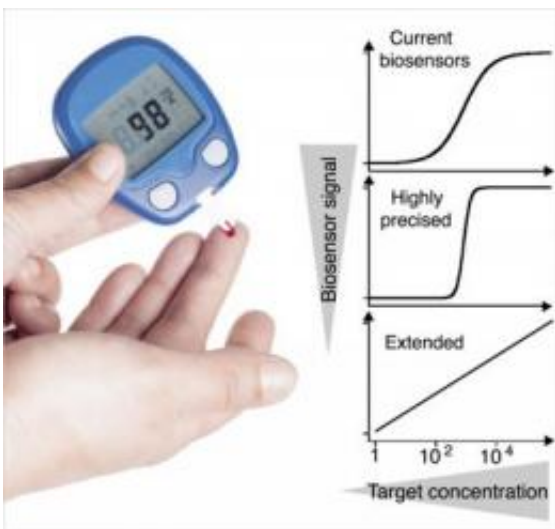 98
Current
biosensors
Highly
precised
Extended
Biosensor signal
1 10² 10⁴
Target concentration